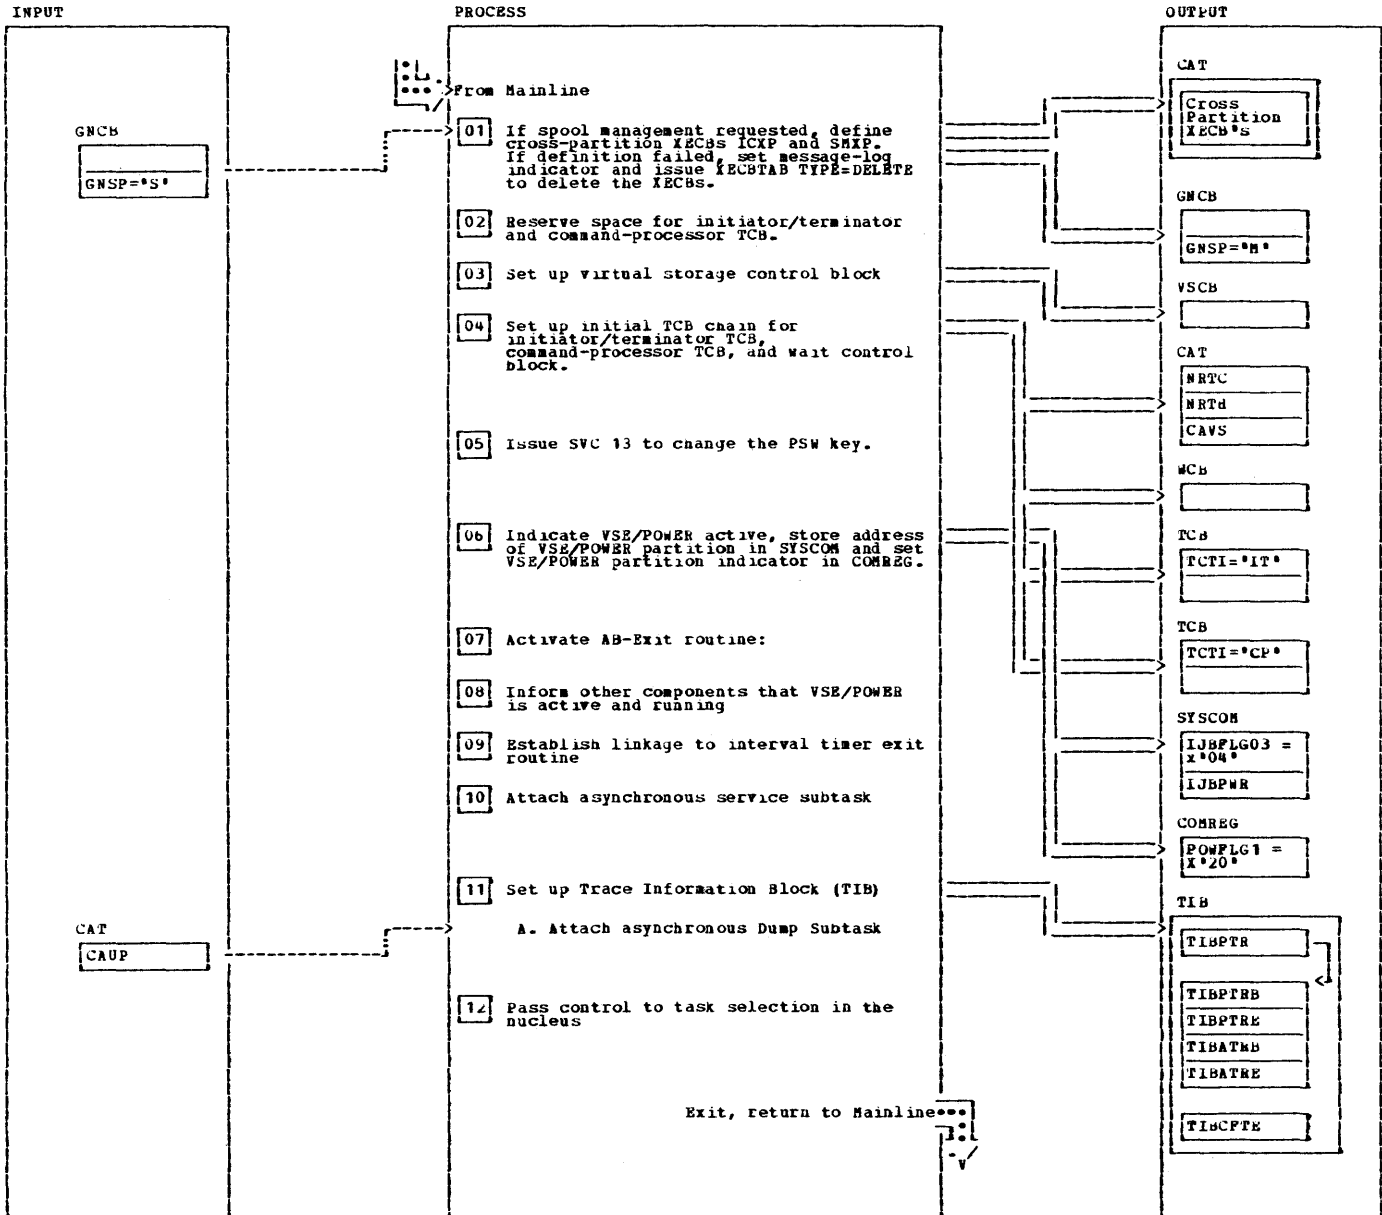 INPUT
PROCESS
OUTPUT
From Mainline
GNCB
GNSP='S'
01 If spool management requested, define
cross-partition XECBs ICXP and SMXP.
If definition failed, set message-log
indicator and issue XECBTAB TYPE=DELETE
to delete the XECBs.
02 Reserve space for initiator/terminator
and command-processor TCB.
03 Set up virtual storage control block
04 Set up initial TCB chain for
initiator/terminator TCB,
command-processor TCB, and wait control
block.
05 Issue SVC 13 to change the PSW key.
06 Indicate VSE/POWER active, store address
of VSE/POWER partition in SYSCOM and set
VSE/POWER partition indicator in COMREG.
07 Activate AB-Exit routine:
08 Inform other components that VSE/POWER
is active and running
09 Establish linkage to interval timer exit
routine
10 Attach asynchronous service subtask
11 Set up Trace Information Block (TIB)
A. Attach asynchronous Dump Subtask
CAT
CAUP
12 Pass control to task selection in the
nucleus
Exit, return to Mainline
CAT
Cross
Partition
XECB's
GNCB
GNSP='M'
VSCB
CAT
NRTC
NRTd
CAVS
WCB
TCB
TCTI='IT'
TCB
TCTI='CP'
SYSCOM
IJBFLG03 =
X'04'
IJBPWR
COMREG
POWFLG1 =
X'20'
TIB
TIBPTR
TIBPTRB
TIBPTRE
TIBATRB
TIBATRE
TIBCPTE